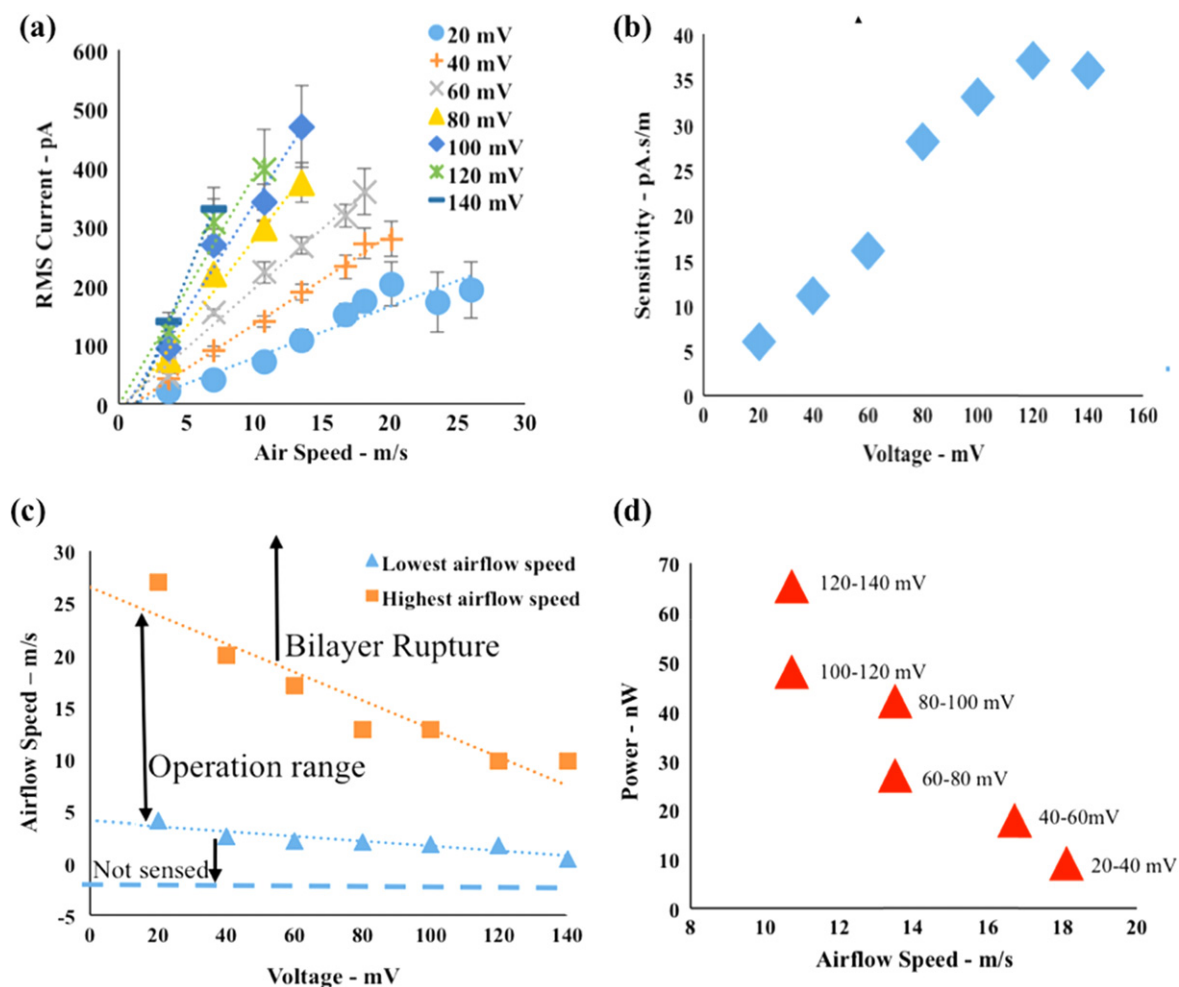 (a)
600
500
400
300
200
100
0
RMS Current - pA
0 5 10 15 20 25 30
Air Speed - m/s
20 mV
40 mV
60 mV
80 mV
100 mV
120 mV
140 mV
(b)
40
35
30
25
20
15
10
5
0
Sensitivity - pA.s/m
0 20 40 60 80 100 120 140 160
Voltage - mV
(c)
30
25
20
15
10
5
0
-5
Airflow Speed – m/s
Lowest airflow speed
Highest airflow speed
Bilayer Rupture
Operation range
Not sensed
0 20 40 60 80 100 120 140
Voltage - mV
(d)
70
60
50
40
30
20
10
0
Power - nW
120-140 mV
100-120 mV
80-100 mV
60-80 mV
40-60mV
20-40 mV
8 10 12 14 16 18 20
Airflow Speed - m/s